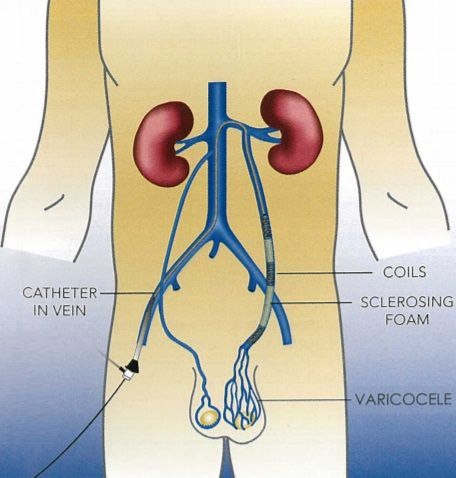 COILS
CATHETER
IN VEIN
SCLEROSING
FOAM
VARICOCELE